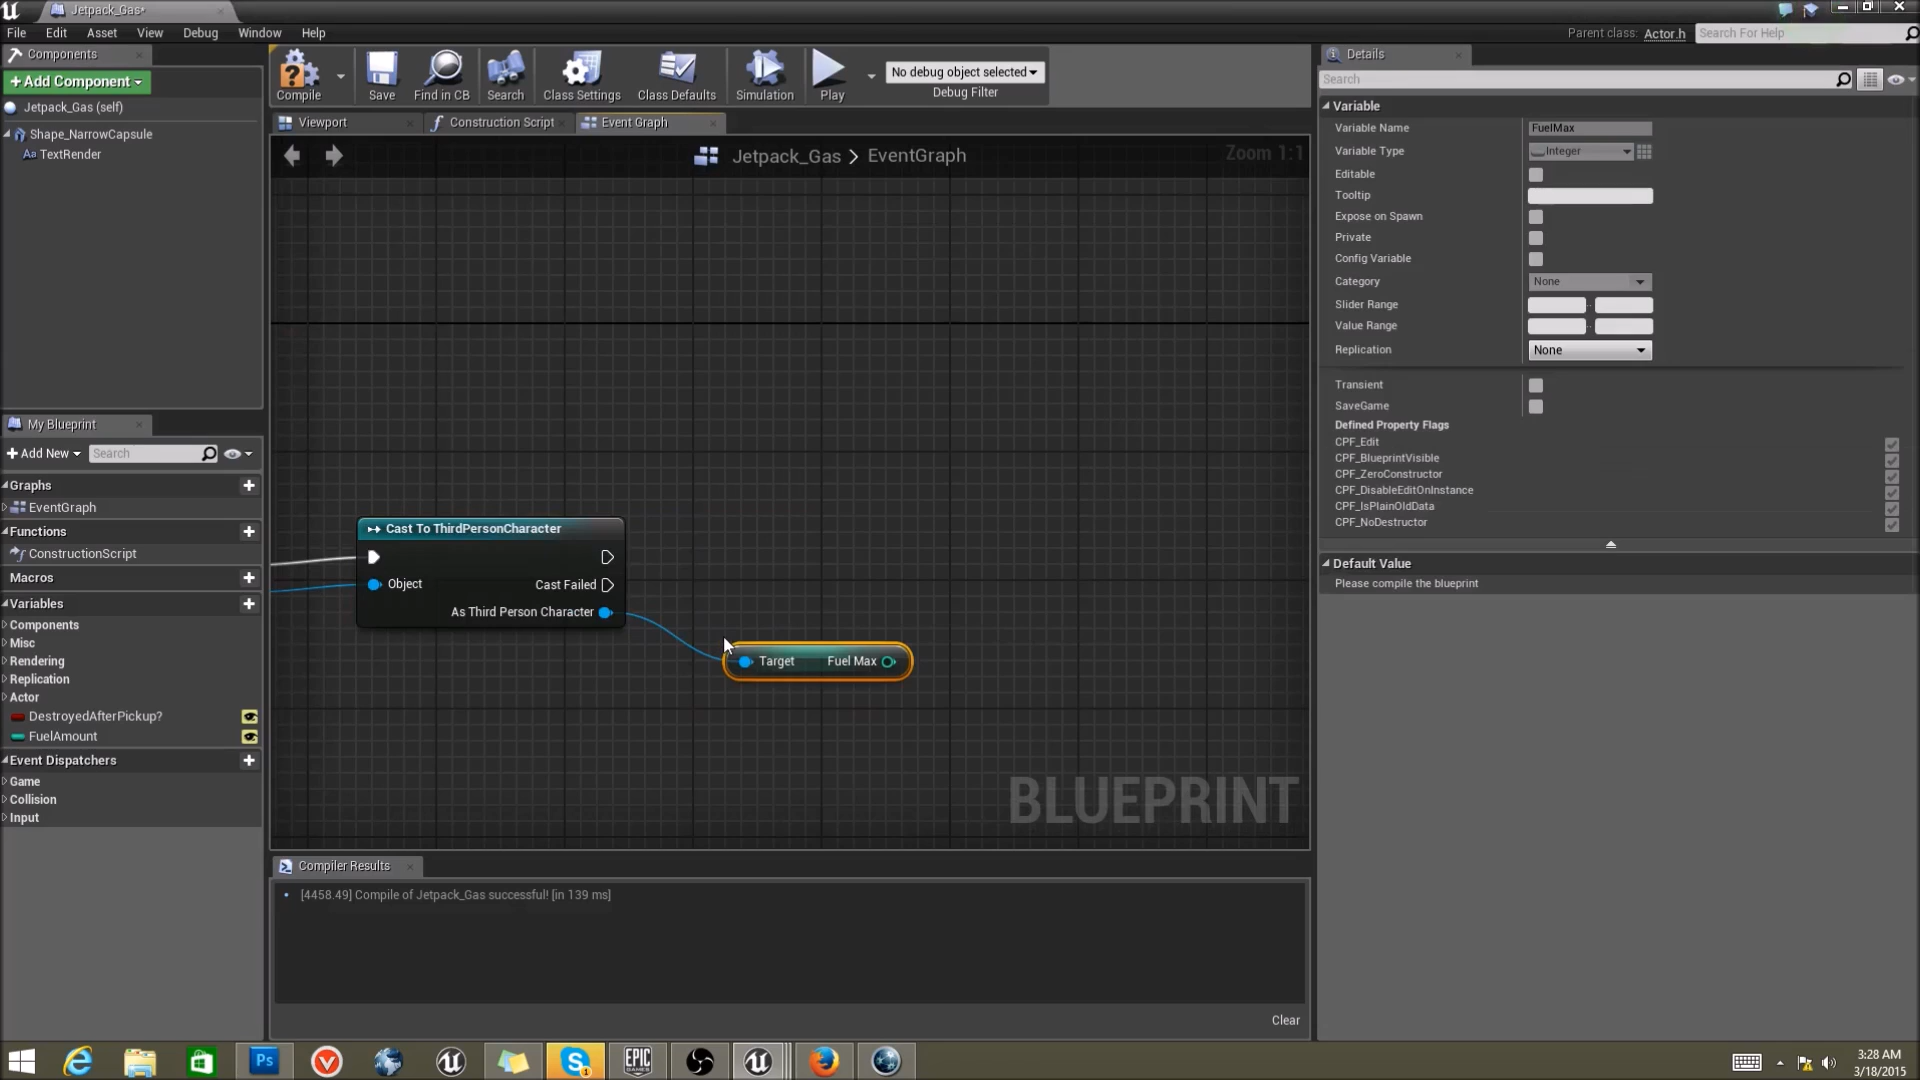 Jetpack_Gas*
File Edit Asset View Debug Window Help
Parent class: Actor.h Search For Help
Components
Details
+Add Component
Compile Save Find in CB Search Class Settings Class Defaults Simulation Play
No debug object selected
Debug Filter
Search
Jetpack_Gas (self)
Shape_NarrowCapsule
Aa TextRender
Viewport Construction Script Event Graph
Jetpack_Gas > EventGraph
Zoom 1:1
Variable
Variable Name FuelMax
Variable Type Integer
Editable
Tooltip
Expose on Spawn
Private
Config Variable
Category None
Slider Range
Value Range
Replication None
Transient
SaveGame
Defined Property Flags
CPF_Edit
CPF_BlueprintVisible
CPF_ZeroConstructor
CPF_DisableEditOnInstance
CPF_IsPlainOldData
CPF_NoDestructor
Default Value
Please compile the blueprint
My Blueprint
+ Add New Search
Graphs
EventGraph
Functions
ConstructionScript
Macros
Variables
Components
Misc
Rendering
Replication
Actor
DestroyedAfterPickup?
FuelAmount
Event Dispatchers
Game
Collision
Input
Cast To ThirdPersonCharacter
Object
Cast Failed
As Third Person Character
Target Fuel Max
BLUEPRINT
Compiler Results
[4458.49] Compile of Jetpack_Gas successful! [in 139 ms]
Clear
Ps
EPIC GAMES
3:28 AM
3/18/2015